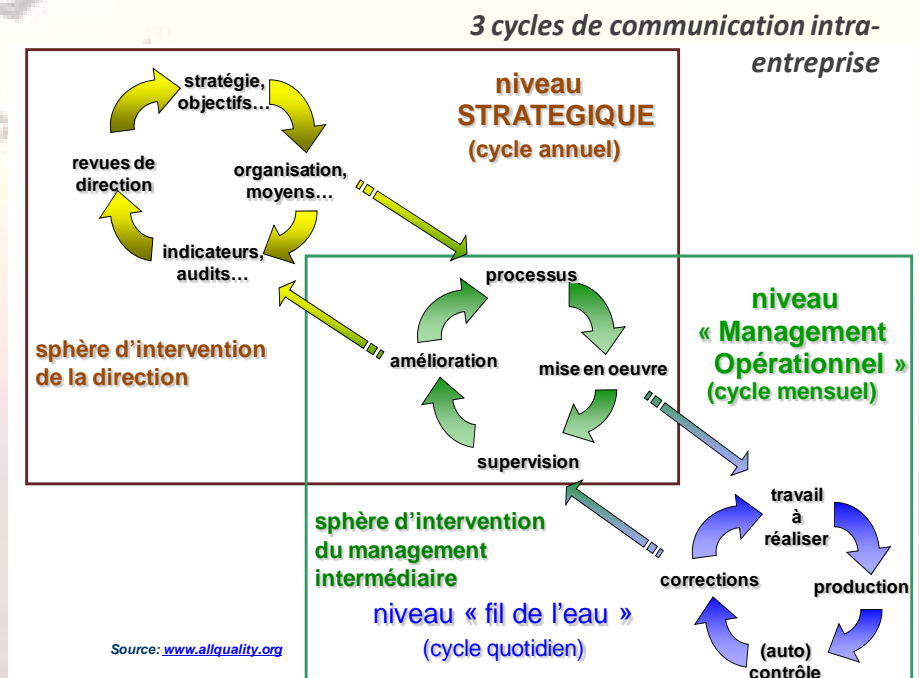 3 cycles de communication intra-
entreprise
niveau
STRATEGIQUE
(cycle annuel)
stratégie,
objectifs…
revues de
direction
organisation,
moyens…
indicateurs,
audits…
sphère d’intervention
de la direction
niveau
« Management
Opérationnel »
(cycle mensuel)
processus
amélioration
mise en oeuvre
supervision
sphère d’intervention
du management
intermédiaire
niveau « fil de l’eau »
(cycle quotidien)
travail
à
réaliser
corrections
production
(auto)
contrôle
Source: www.allquality.org